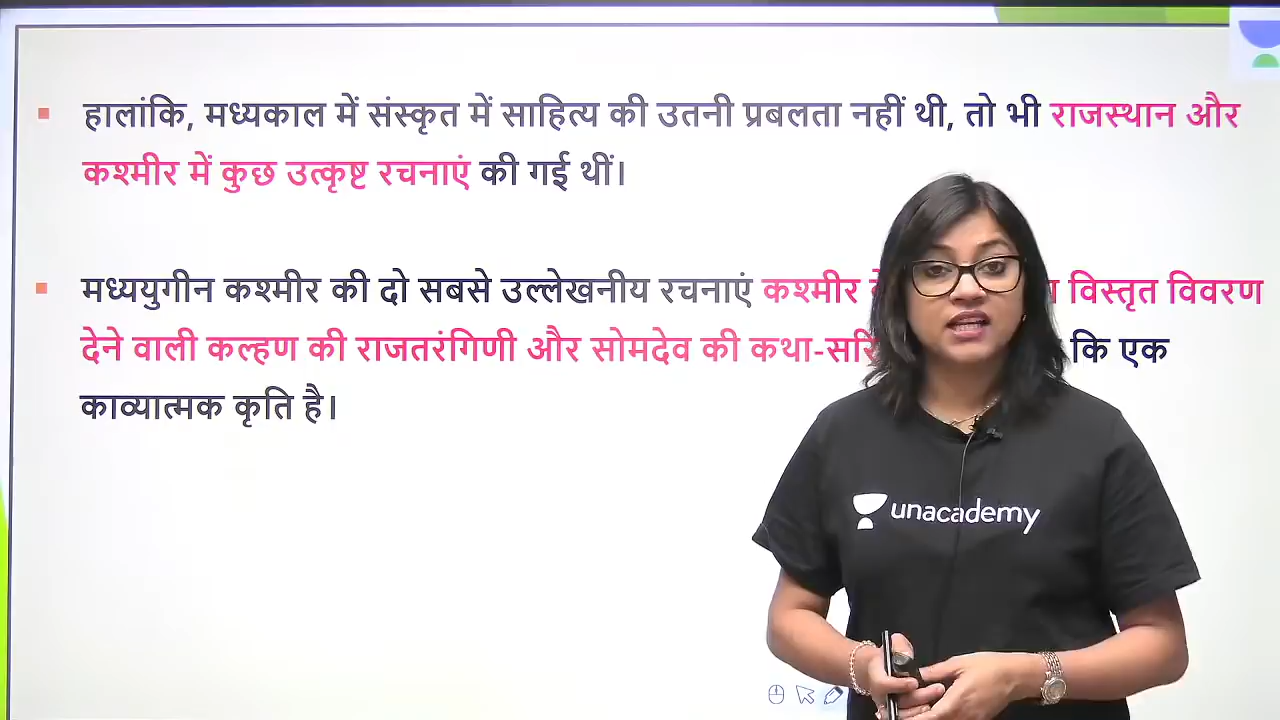 हालांकि, मध्यकाल में संस्कृत में साहित्य की उतनी प्रबलता नहीं थी, तो भी राजस्थान और
कश्मीर में कुछ उत्कृष्ट रचनाएं की गई थीं।
मध्ययुगीन कश्मीर की दो सबसे उल्लेखनीय रचनाएं कश्मीर विस्तृत विवरण
देने वाली कल्हण की राजतरंगिणी और सोमदेव की कथा-सरि कि एक
काव्यात्मक कृति है।
unacademy